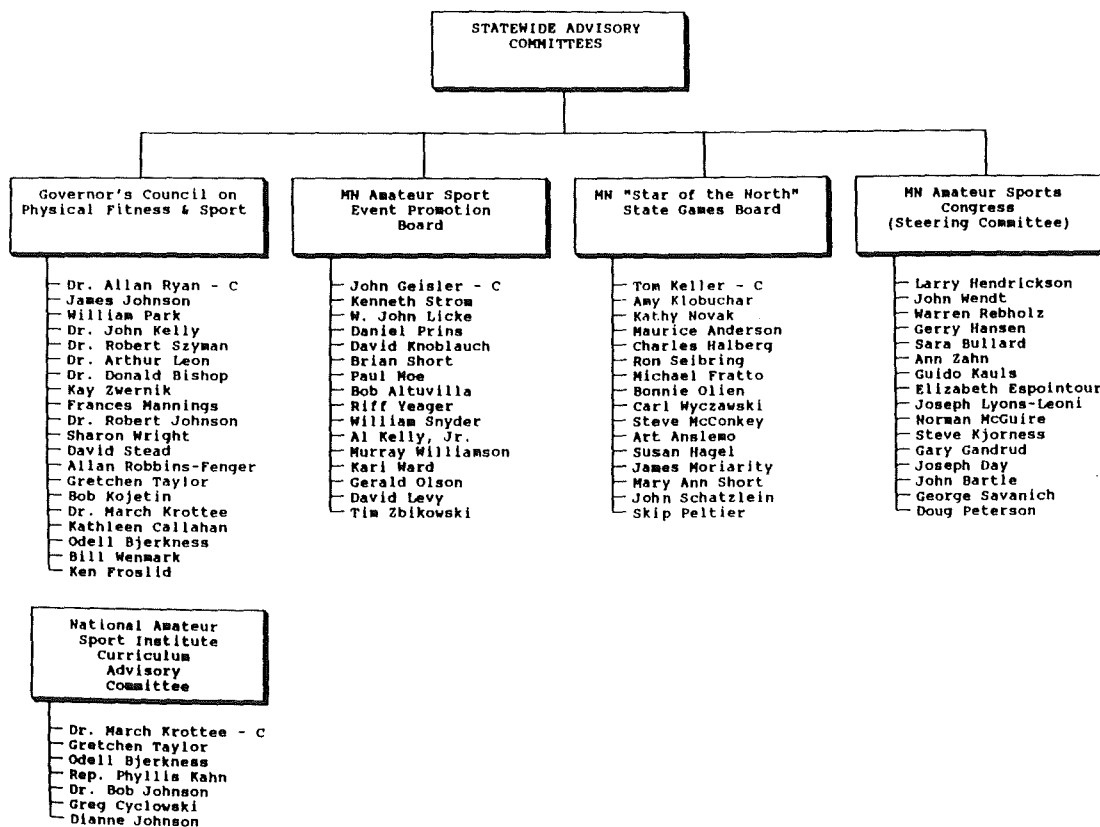 STATEWIDE ADVISORY
COMMITTEES
Governor's Council on
Physical Fitness & Sport
Dr. Allan Ryan - C
James Johnson
William Park
Dr. John Kelly
Dr. Robert Szyman
Dr. Arthur Leon
Dr. Donald Bishop
Kay Zwernik
Frances Mannings
Dr. Robert Johnson
Sharon Wright
David Stead
Allan Robbins-Fenger
Gretchen Taylor
Bob Kojetin
Dr. March Krottee
Kathleen Callahan
Odell Bjerkness
Bill Wenmark
Ken Froslid
MN Amateur Sport
Event Promotion
Board
John Geisler - C
Kenneth Strom
W. John Licke
Daniel Prins
David Knoblauch
Brian Short
Paul Moe
Bob Altuvilla
Riff Yeager
William Snyder
Al Kelly, Jr.
Murray Williamson
Kari Ward
Gerald Olson
David Levy
Tim Zbikowski
MN "Star of the North"
State Games Board
Tom Keller - C
Amy Klobuchar
Kathy Novak
Maurice Anderson
Charles Halberg
Ron Seibring
Michael Fratto
Bonnie Olien
Carl Wyczawski
Steve McConkey
Art Anslemo
Susan Hagel
James Moriarity
Mary Ann Short
John Schatzlein
Skip Peltier
MN Amateur Sports
Congress
(Steering Committee)
Larry Hendrickson
John Wendt
Warren Rebholz
Gerry Hansen
Sara Bullard
Ann Zahn
Guido Kauls
Elizabeth Espointour
Joseph Lyons-Leoni
Norman McGuire
Steve Kjorness
Gary Gandrud
Joseph Day
John Bartle
George Savanich
Doug Peterson
National Amateur
Sport Institute
Curriculum
Advisory
Committee
Dr. March Krottee - C
Gretchen Taylor
Odell Bjerkness
Rep. Phyllis Kahn
Dr. Bob Johnson
Greg Cyclowski
Dianne Johnson